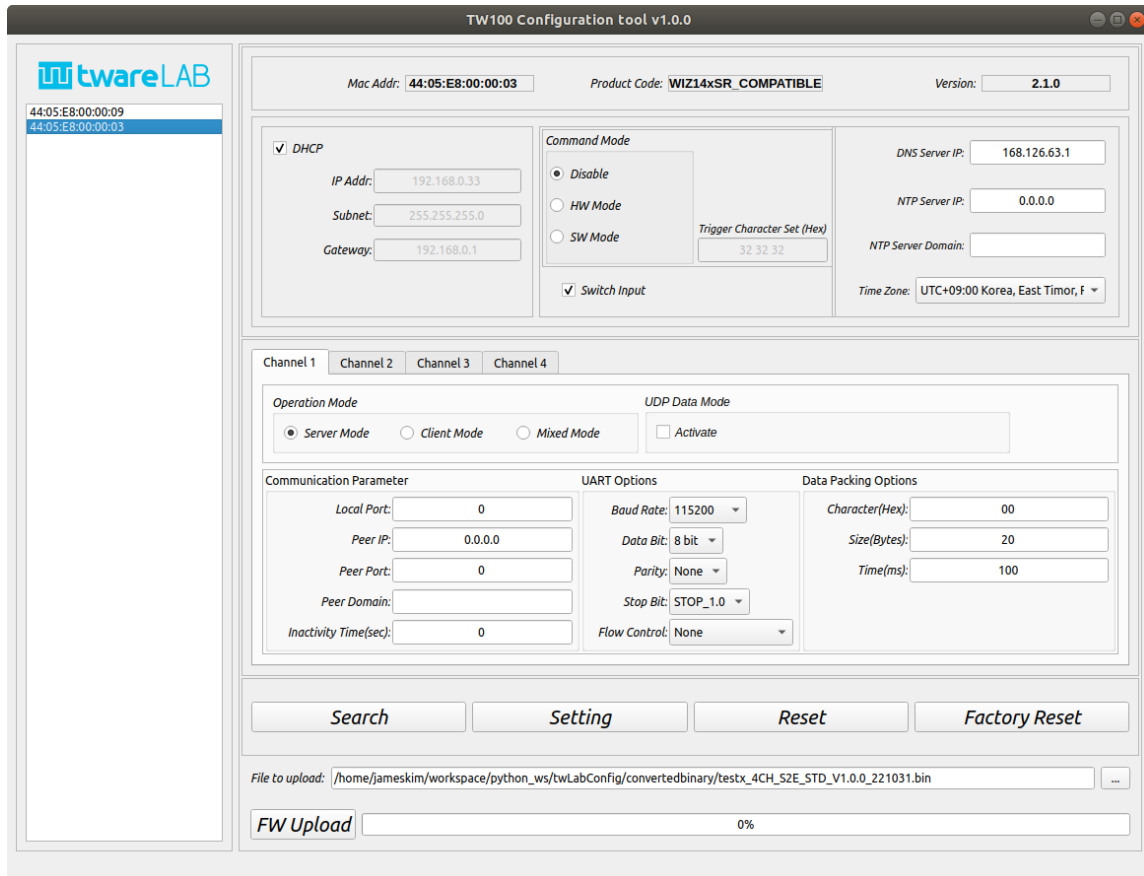 TW100 Configuration tool v1.0.0
twareLAB
44:05:E8:00:00:09
44:05:E8:00:00:03
Mac Addr: 44:05:E8:00:00:03 Product Code: WIZ14xSR_COMPATIBLE Version: 2.1.0
DHCP
IP Addr: 192.168.0.33
Subnet: 255.255.255.0
Gateway: 192.168.0.1
Command Mode
Disable
HW Mode
SW Mode
Trigger Character Set (Hex)
32 32 32
Switch Input
DNS Server IP: 168.126.63.1
NTP Server IP: 0.0.0.0
NTP Server Domain:
Time Zone: UTC+09:00 Korea, East Timor,
Channel 1 Channel 2 Channel 3 Channel 4
Operation Mode
Server Mode Client Mode Mixed Mode
UDP Data Mode
Activate
Communication Parameter
Local Port: 0
Peer IP: 0.0.0.0
Peer Port: 0
Peer Domain:
Inactivity Time(sec): 0
UART Options
Baud Rate: 115200
Data Bit: 8 bit
Parity: None
Stop Bit: STOP_1.0
Flow Control: None
Data Packing Options
Character(Hex): 00
Size(Bytes): 20
Time(ms): 100
Search Setting Reset Factory Reset
File to upload: /home/jameskim/workspace/python_ws/twLabConfig/convertedbinary/testx_4CH_S2E_STD_V1.0.0_221031.bin ...
FW Upload 0%